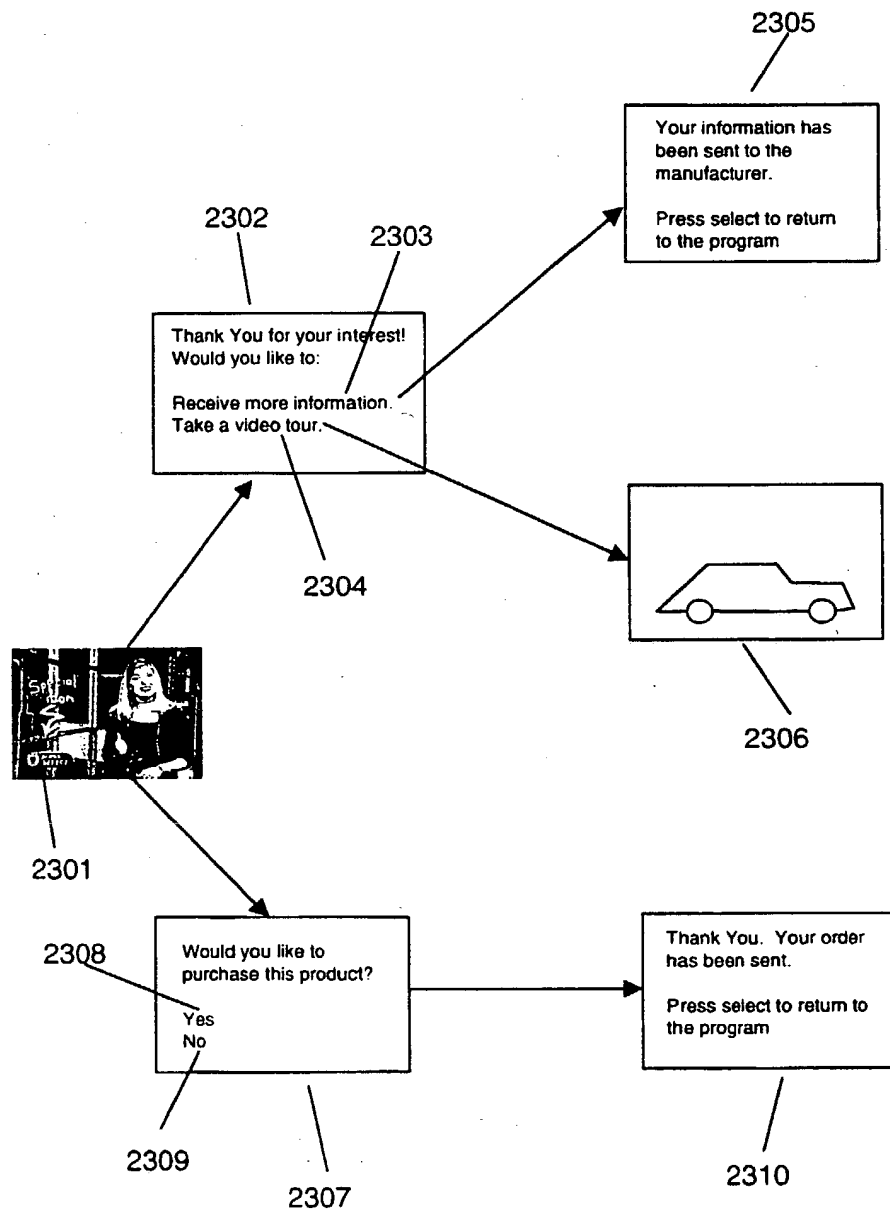 2305
Your information has
been sent to the
manufacturer.
Press select to return
to the program
2302
2303
Thank You for your interest!
Would you like to:
Receive more information.
Take a video tour.
2304
2306
2301
2308
Would you like to
purchase this product?
Yes
No
2309
2307
Thank You. Your order
has been sent.
Press select to return to
the program
2310